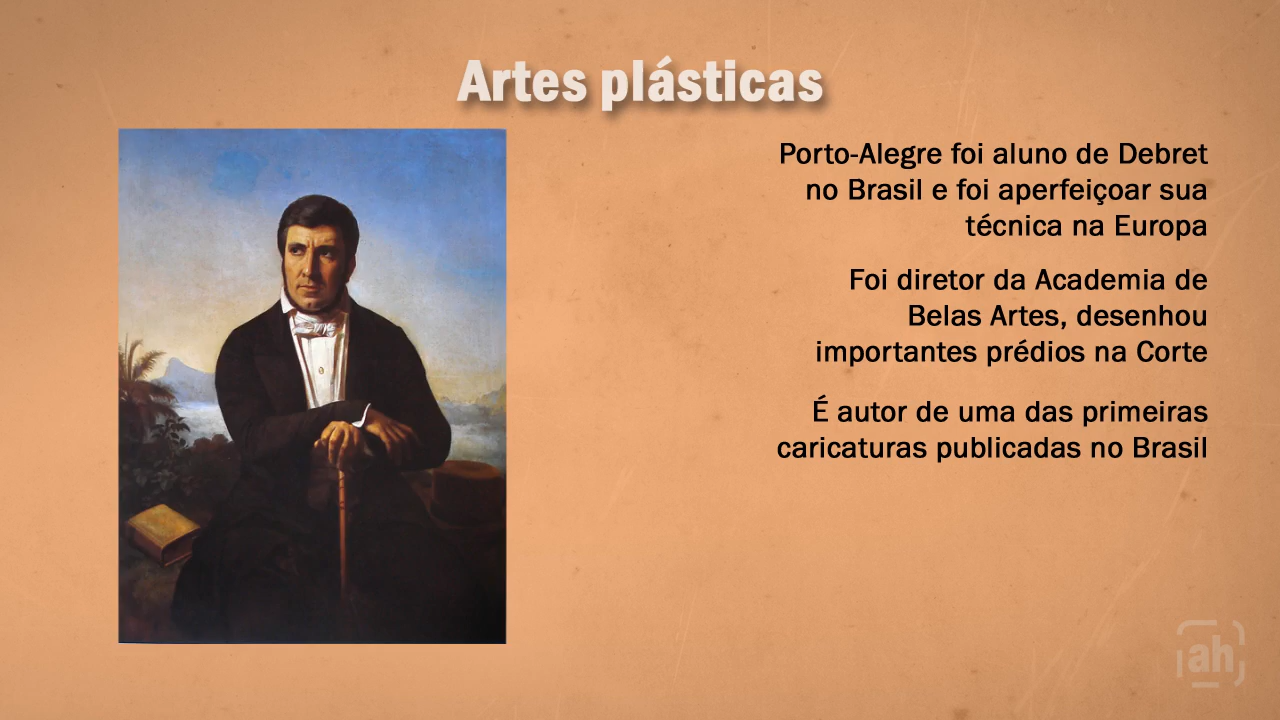 Artes plásticas
Porto-Alegre foi aluno de Debret
no Brasil e foi aperfeiçoar sua
técnica na Europa
Foi diretor da Academia de
Belas Artes, desenhou
importantes prédios na Corte
É autor de uma das primeiras
caricaturas publicadas no Brasil
ah